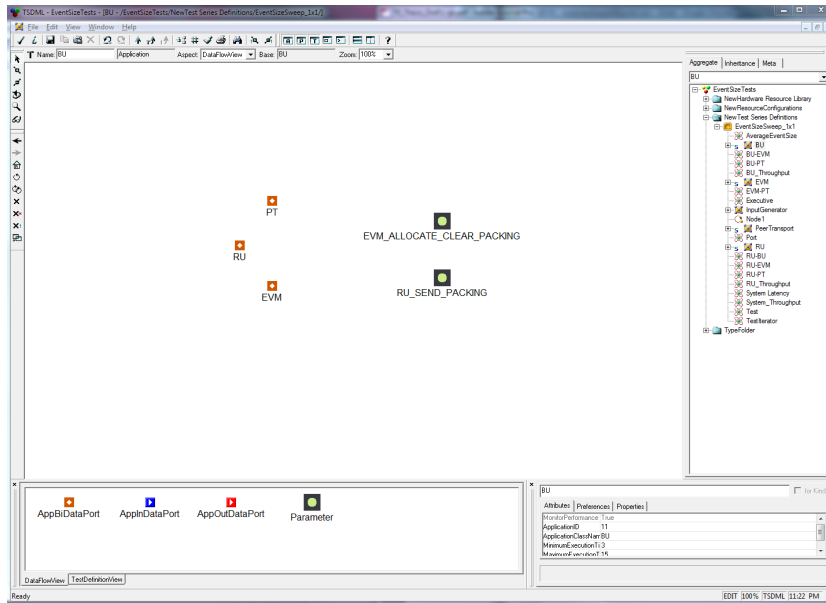 TSDML - EventSizeTests - [BU - /EventSizeTests/NewTest Series Definitions/EventSizeSweep_1x1/]
File Edit View Window Help
Name: BU Application Aspect: DataFlowView Base: BU Zoom: 100%
Aggregate Inheritance Meta
BU
EventSizeTests
NewHardware Resource Library
NewResourceConfigurations
NewTest Series Definitions
EventSizeSweep_1x1
AverageEventSize
BU
BU-EVM
BU-PT
BU_Throughput
EVM
EVM-PT
Executive
InputGenerator
Node1
PeerTransport
Port
RU
RU-BU
RU-EVM
RU-PT
RU_Throughput
System Latency
System_Throughput
Test
TestIterator
TypeFolder
PT
RU
EVM
EVM_ALLOCATE_CLEAR_PACKING
RU_SEND_PACKING
AppBiDataPort AppInDataPort AppOutDataPort Parameter
DataFlowView TestDefinitionView
BU
for Kind
Attributes Preferences Properties
MonitorPerformance True
ApplicationID 11
ApplicationClassNam BU
MinimumExecutionTi 3
MaximumExecutionT 15
Ready
EDIT 100% TSDML 11:22 PM